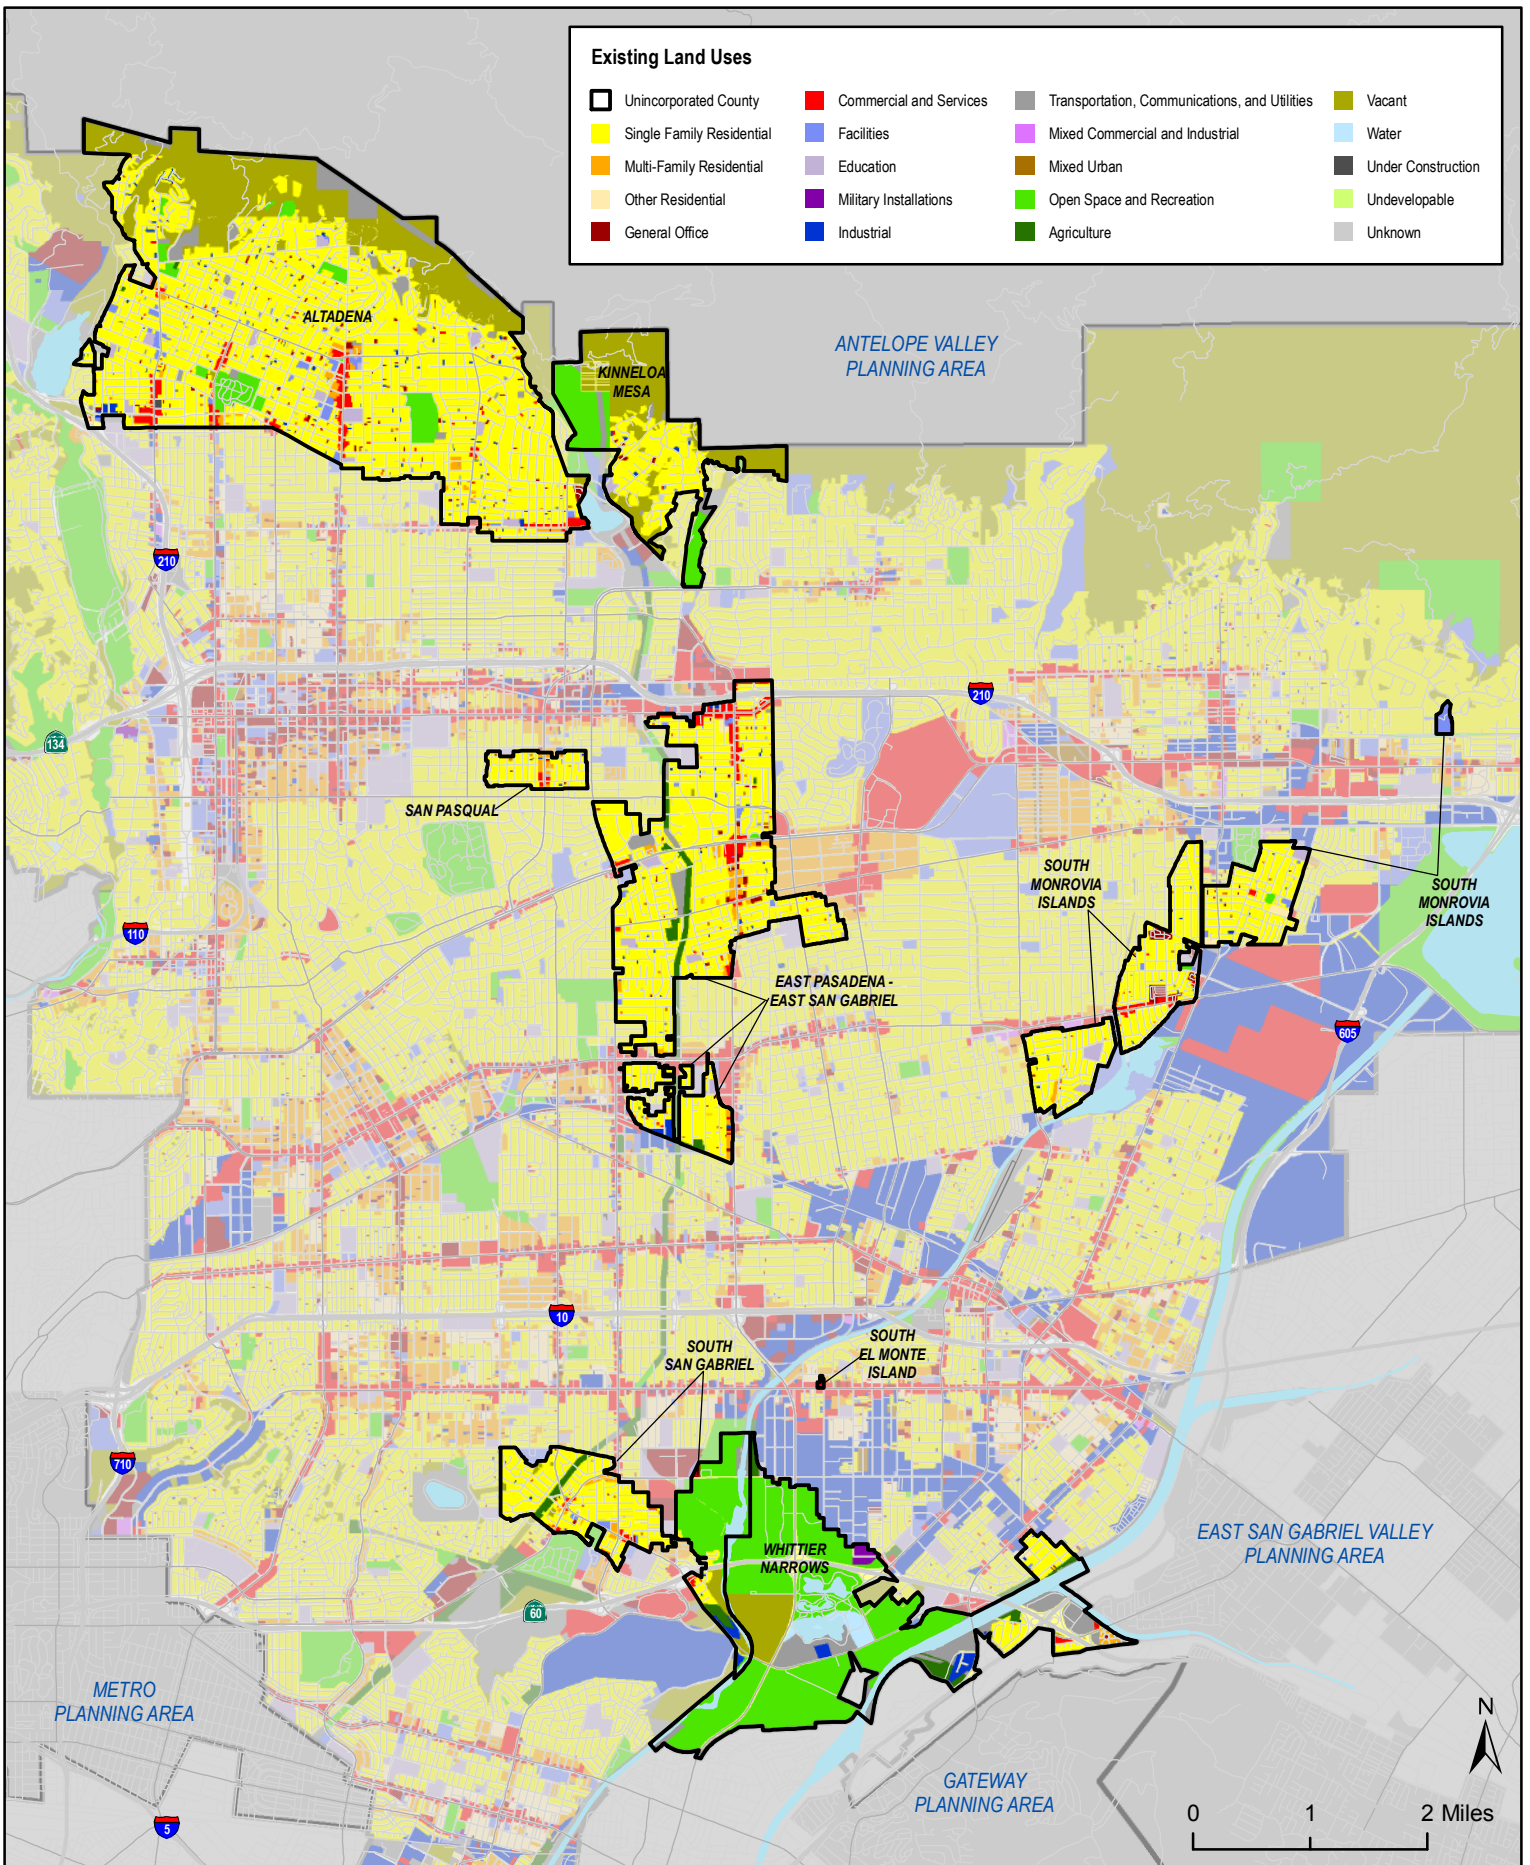 Existing Land Uses
Unincorporated County
Single Family Residential
Multi-Family Residential
Other Residential
General Office
Commercial and Services
Facilities
Education
Military Installations
Industrial
Transportation, Communications, and Utilities
Mixed Commercial and Industrial
Mixed Urban
Open Space and Recreation
Agriculture
Vacant
Water
Under Construction
Undevelopable
Unknown
ALTADENA
KINNELOA
MESA
ANTELOPE VALLEY
PLANNING AREA
210
210
134
SAN PASQUAL
110
SOUTH
MONROVIA
ISLANDS
SOUTH
MONROVIA
ISLANDS
EAST PASADENA -
EAST SAN GABRIEL
605
10
SOUTH
SAN GABRIEL
SOUTH
EL MONTE
ISLAND
710
WHITTIER
NARROWS
EAST SAN GABRIEL VALLEY
PLANNING AREA
60
METRO
PLANNING AREA
GATEWAY
PLANNING AREA
5
N
0 1 2 Miles